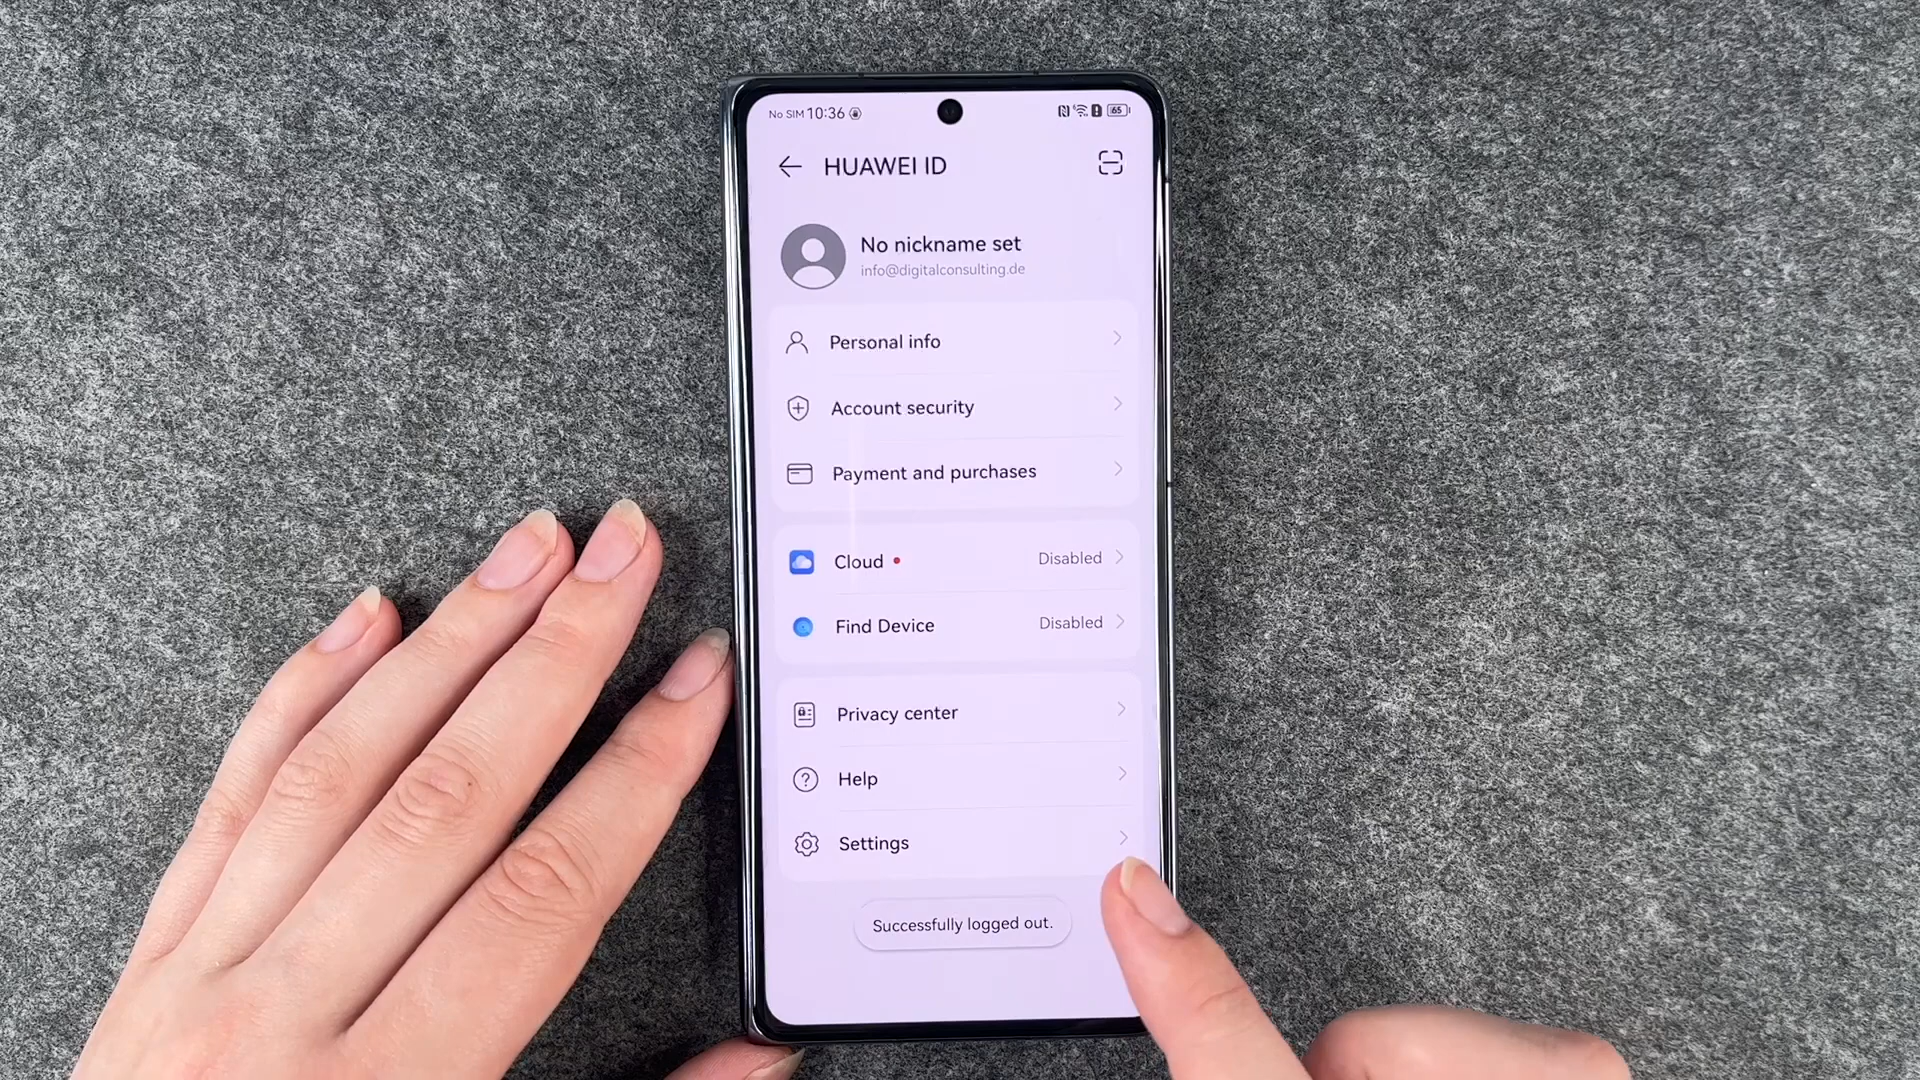 No SIM 10:36 65
HUAWEI ID
No nickname set
info@digitalconsulting.de
Personal info
Account security
Payment and purchases
Cloud Disabled
Find Device Disabled
Privacy center
Help
Settings
Successfully logged out.